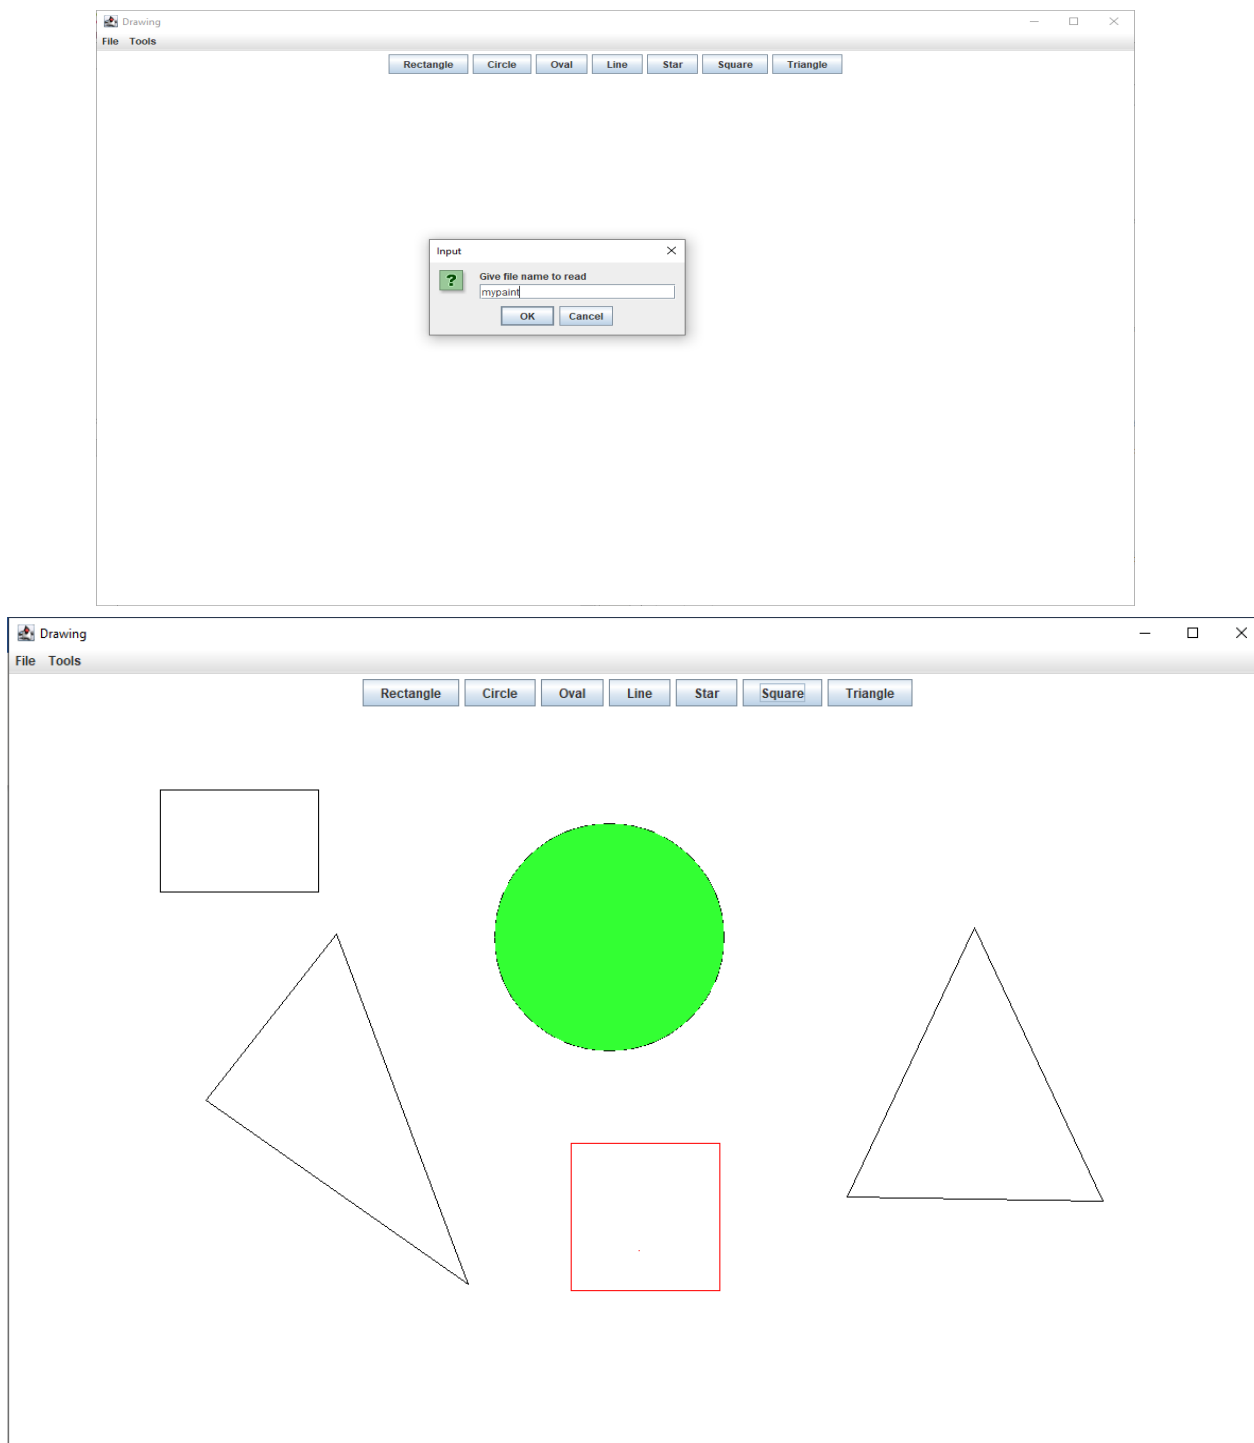 Drawing
File Tools
Rectangle Circle Oval Line Star Square Triangle
Input
Give file name to read
mypaint
OK Cancel
Drawing
File Tools
Rectangle Circle Oval Line Star Square Triangle